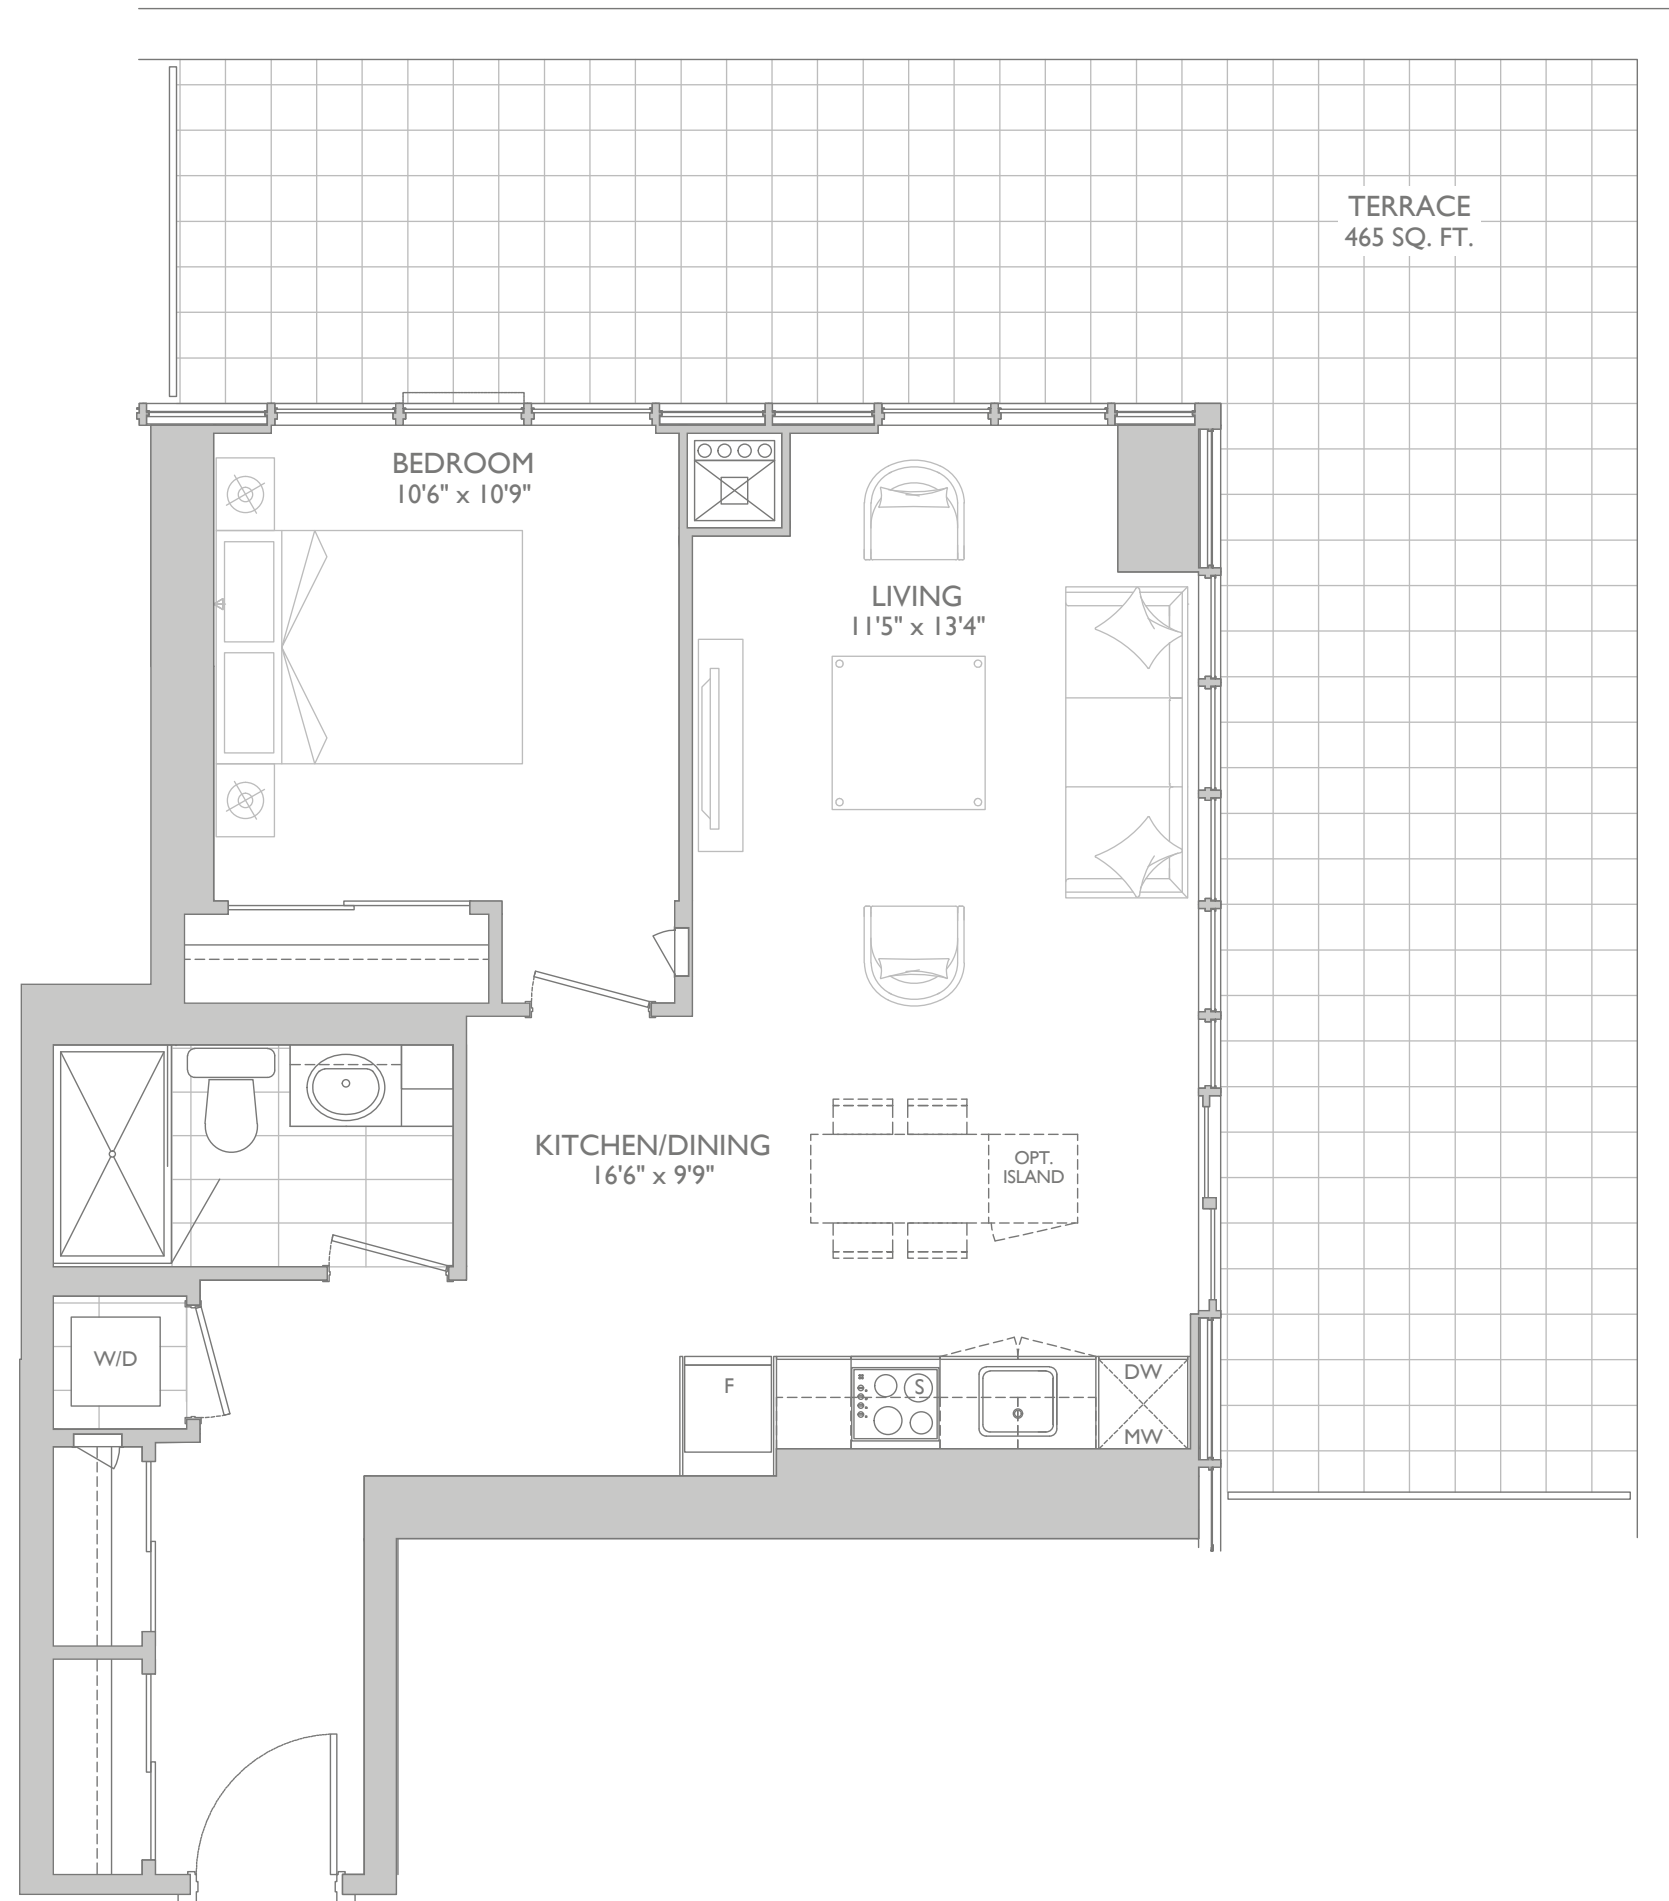 TERRACE
465 SQ. FT.
BEDROOM
10'6" x 10'9"
LIVING
11'5" x 13'4"
KITCHEN/DINING
16'6" x 9'9"
OPT.
ISLAND
W/D
F
S
DW
MW